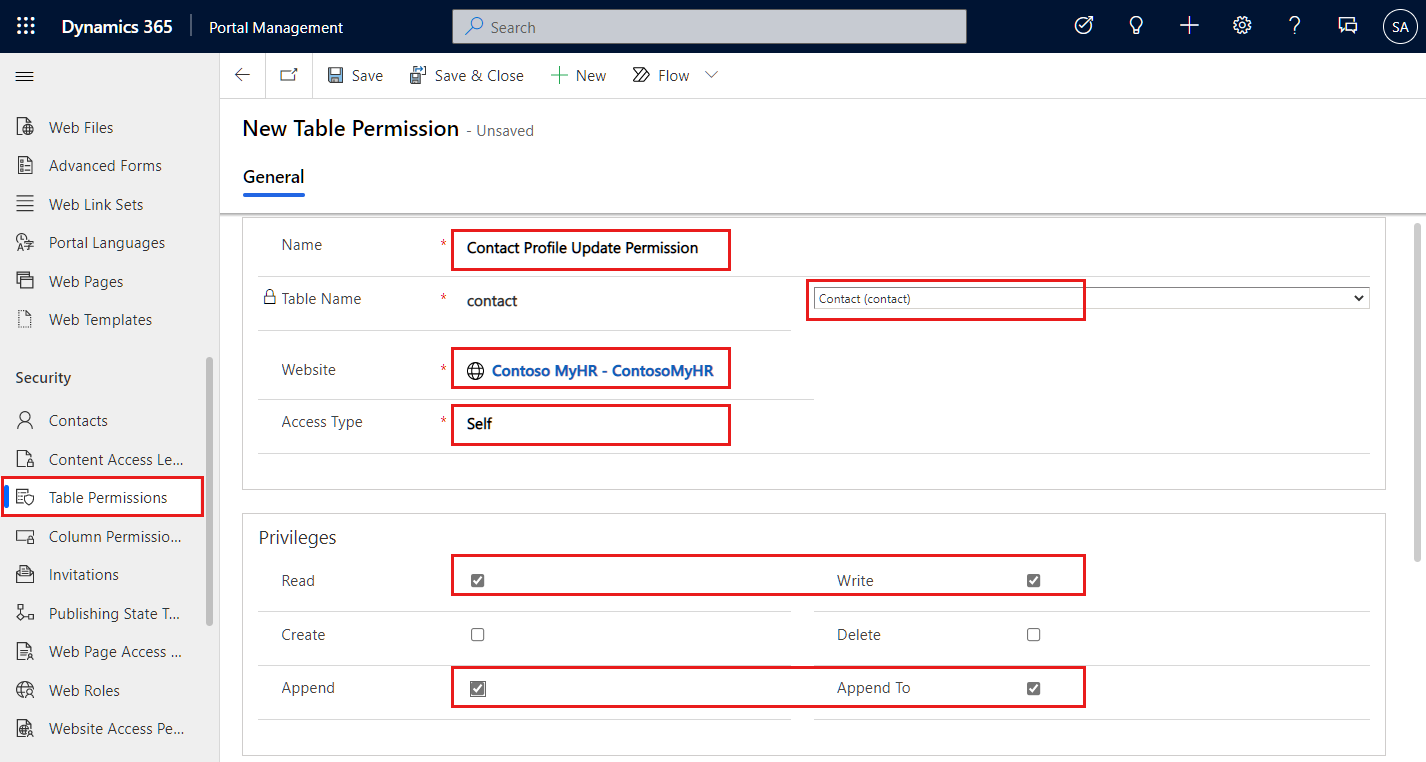 Dynamics 365 Portal Management Search SA
Save Save & Close New Flow
Web Files
Advanced Forms
Web Link Sets
Portal Languages
Web Pages
Web Templates
Security
Contacts
Content Access Le...
Table Permissions
Column Permissio...
Invitations
Publishing State T...
Web Page Access ...
Web Roles
Website Access Pe...
New Table Permission - Unsaved
General
Name * Contact Profile Update Permission
Table Name * contact Contact (contact)
Website * Contoso MyHR - ContosoMyHR
Access Type * Self
Privileges
Read Write
Create Delete
Append Append To